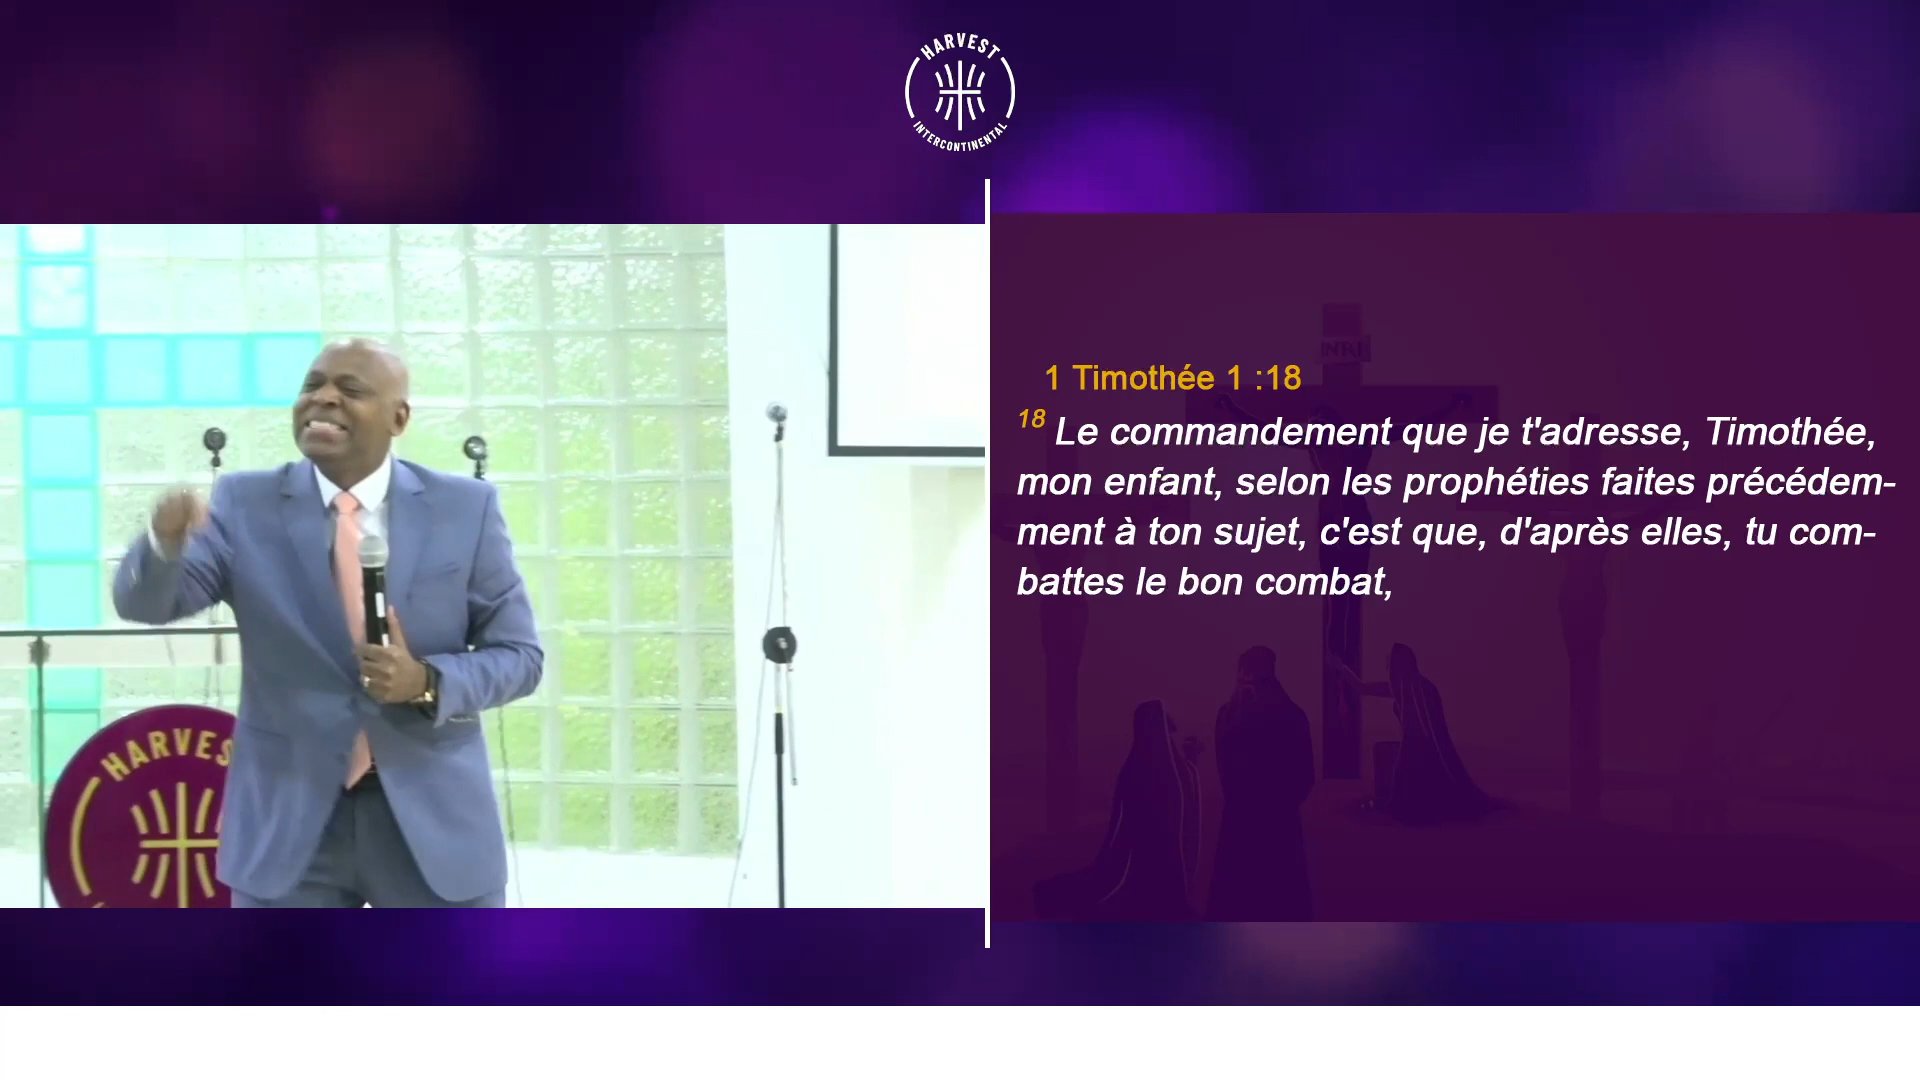 HARVEST
INTERCONTINENTAL
1 Timothée 1 :18
18 Le commandement que je t'adresse, Timothée,
mon enfant, selon les prophéties faites précédem-
ment à ton sujet, c'est que, d'après elles, tu com-
battes le bon combat,
INRI
HARVES